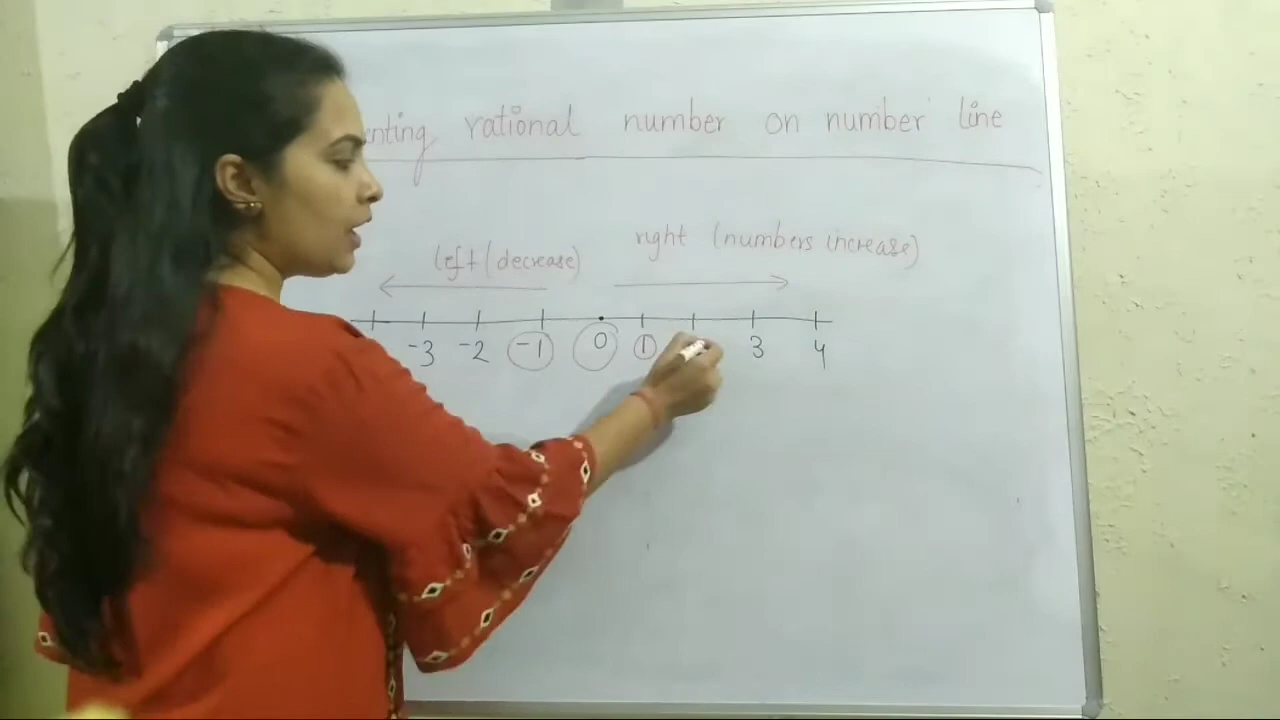 enting rational number on number line
right (numbers increase)
left (decrease)
-3 -2 -1 0 1 3 4